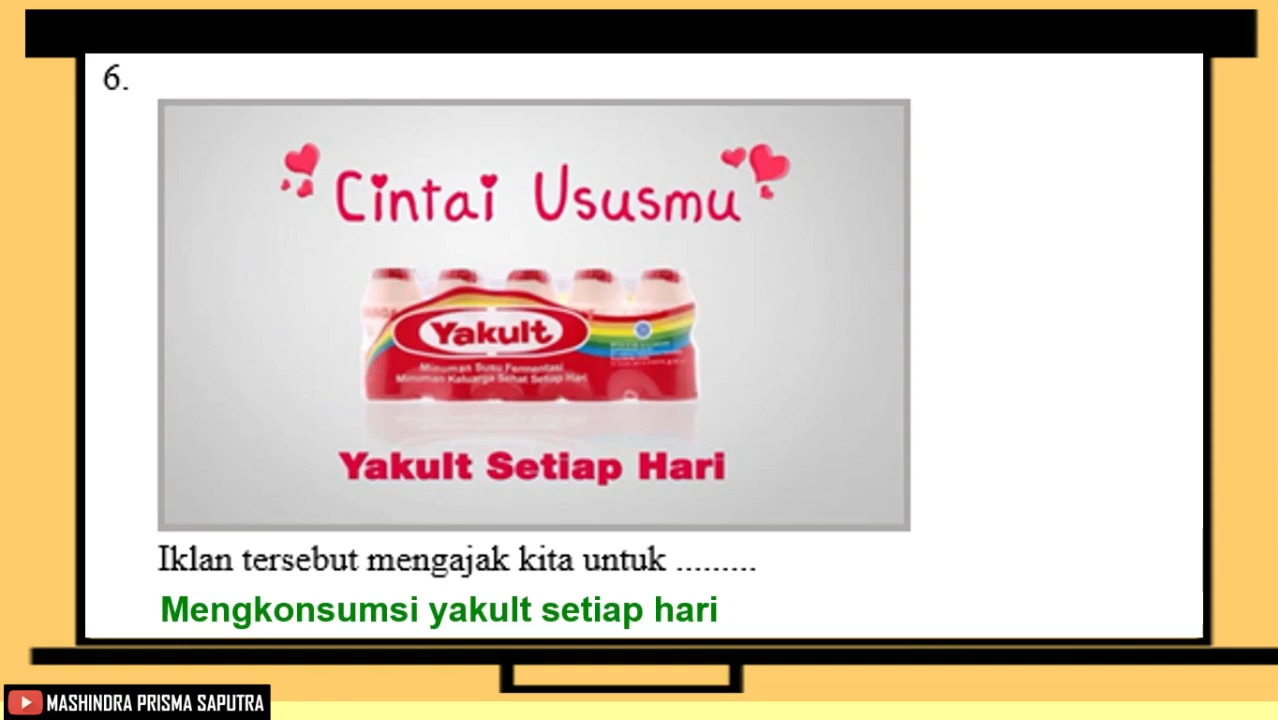 6.
Cintai Ususmu
Yakult
Minuman Susu Fermentasi
Minuman Keluarga Sehat Setiap Hari
Yakult Setiap Hari
Iklan tersebut mengajak kita untuk .........
Mengkonsumsi yakult setiap hari
MASHINDRA PRISMA SAPUTRA